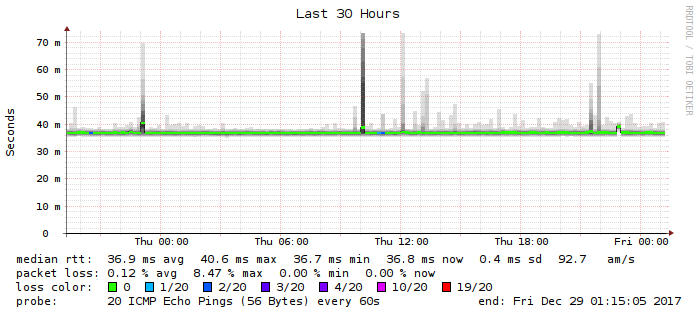 Last 30 Hours
RRDTOOL / TOBI OETIKER
Seconds
70 m
60 m
50 m
40 m
30 m
20 m
10 m
0
Thu 00:00 Thu 06:00 Thu 12:00 Thu 18:00 Fri 00:00
median rtt: 36.9 ms avg 40.6 ms max 36.7 ms min 36.8 ms now 0.4 ms sd 92.7 am/s
packet loss: 0.12 % avg 8.47 % max 0.00 % min 0.00 % now
loss color: 0 1/20 2/20 3/20 4/20 10/20 19/20
probe: 20 ICMP Echo Pings (56 Bytes) every 60s end: Fri Dec 29 01:15:05 2017